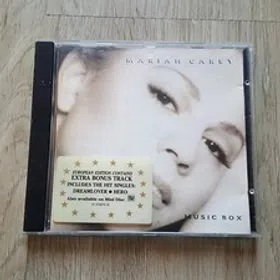 MARIAH CAREY
EUROPEAN EDITION CONTAINS
EXTRA BONUS TRACK
INCLUDES THE HIT SINGLES:
DREAMLOVER ● HERO
Also available on Mini Disc
MUSIC BOX